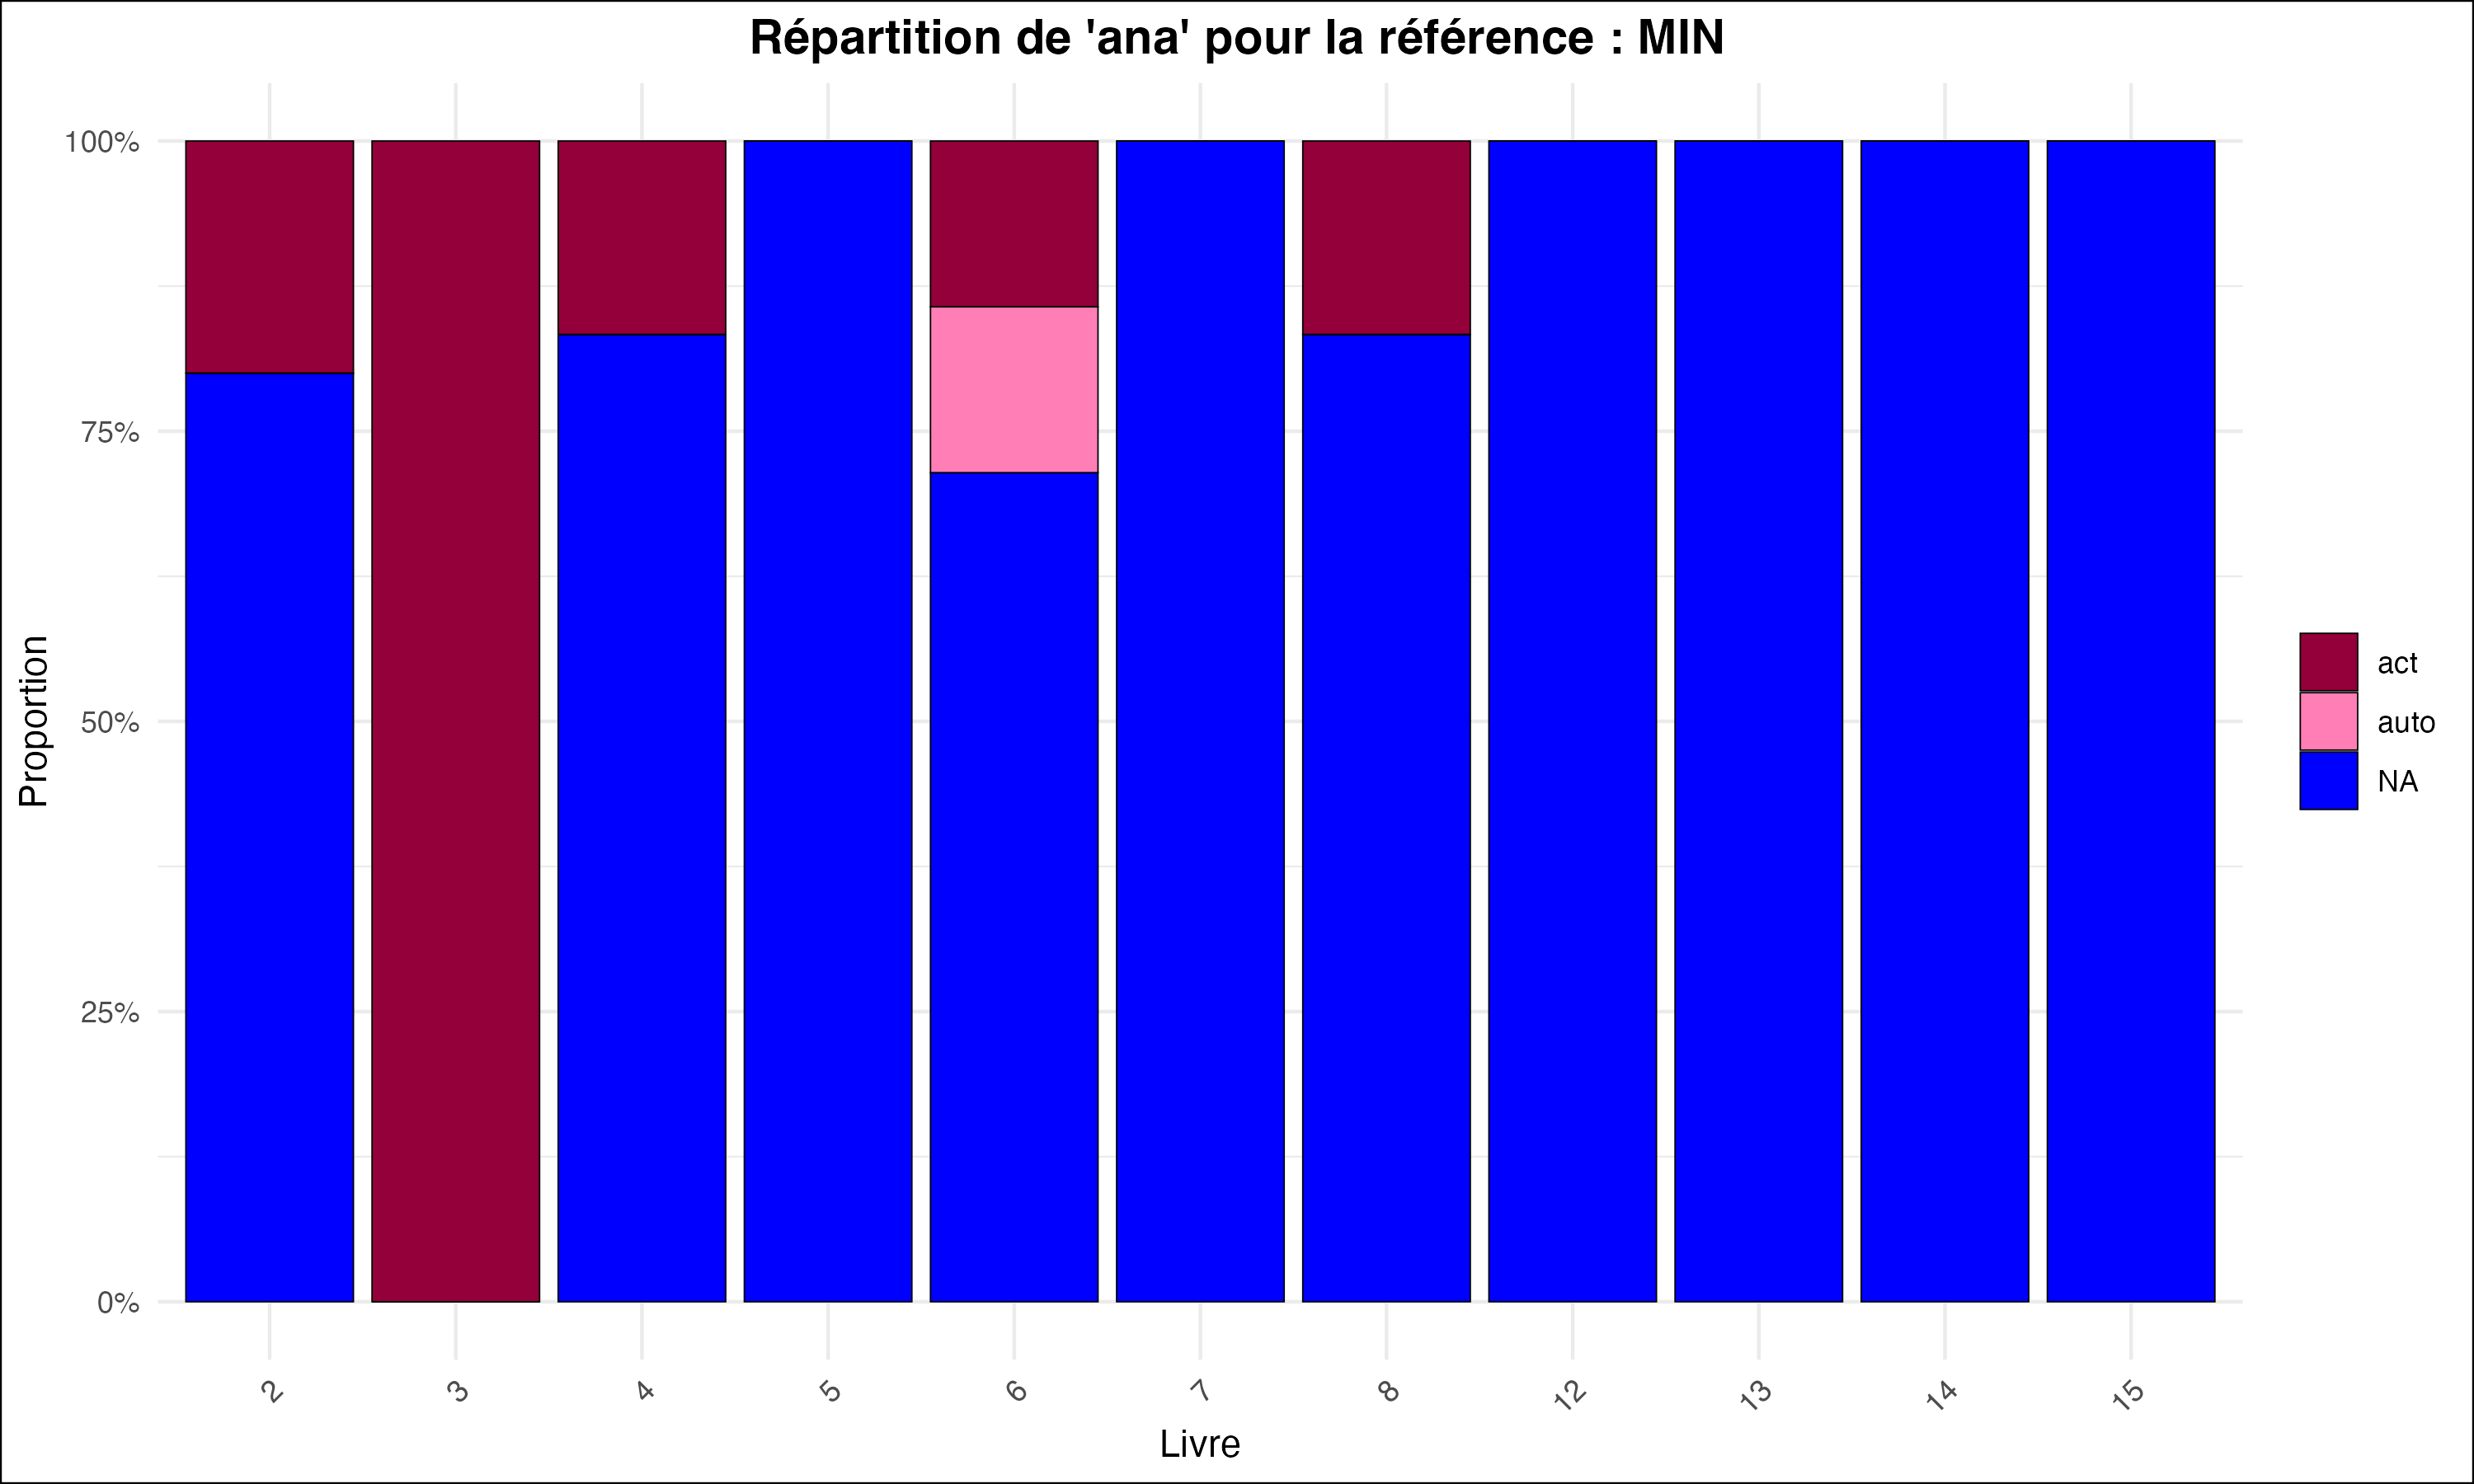 Répartition de 'ana' pour la référence : MIN
Proportion
100%
75%
50%
25%
0%
2 3 4 5 6 7 8 12 13 14 15
Livre
act
auto
NA